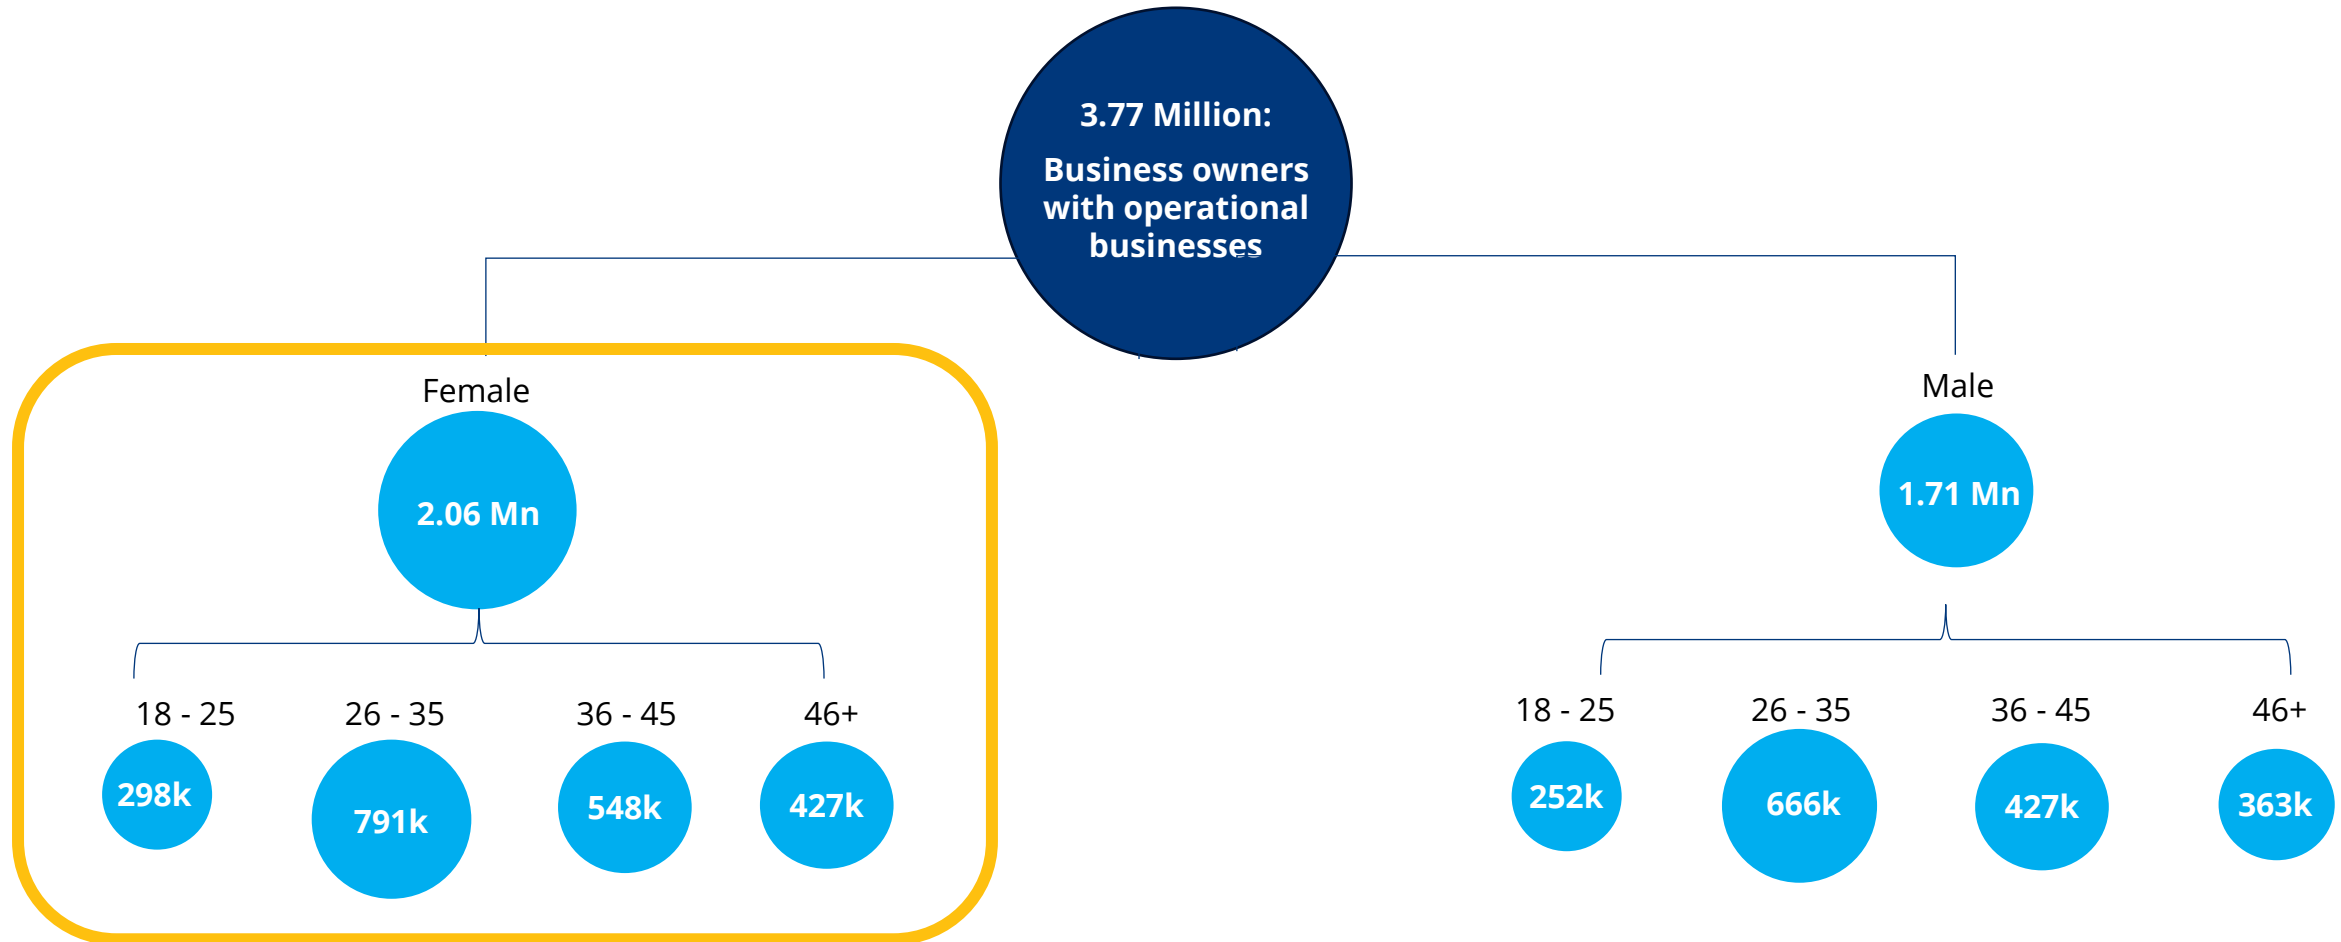 3.77 Million:
Business owners
with operational
businesses
Female
Male
2.06 Mn
1.71 Mn
18 - 25
26 - 35
36 - 45
46+
18 - 25
26 - 35
36 - 45
46+
298k
791k
548k
427k
252k
666k
427k
363k